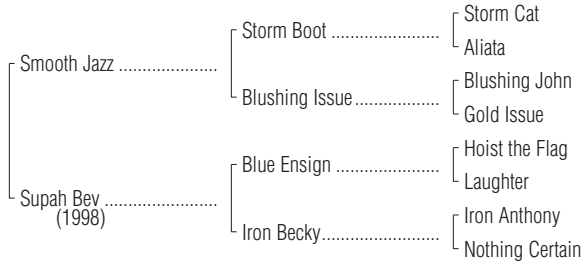 Storm Cat
Storm Boot ........................
Aliata
Smooth Jazz .....................
Blushing John
Blushing Issue ...................
Gold Issue
Hoist the Flag
Blue Ensign .......................
Laughter
Supah Bev ........................
(1998)
Iron Anthony
Iron Becky..........................
Nothing Certain